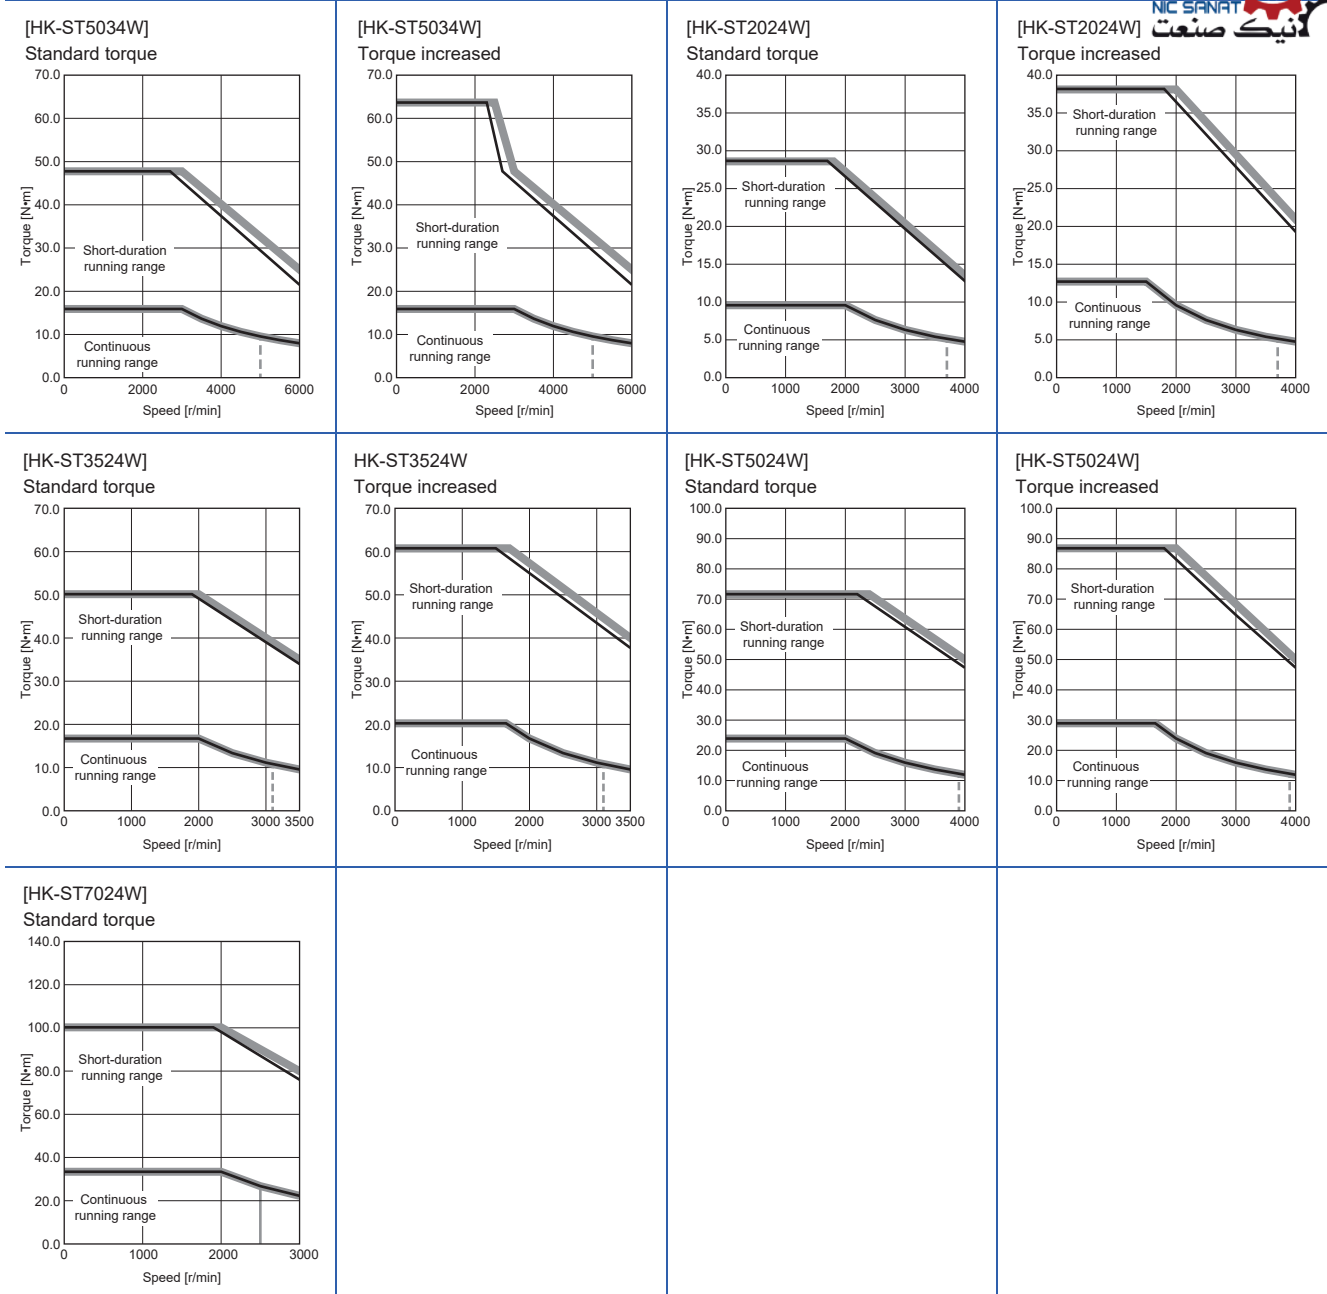 NIC SANAT
نیک صنعت
[HK-ST5034W]
Standard torque
70.0
60.0
50.0
40.0
30.0
20.0
10.0
0.0
Torque [N•m]
Short-duration
running range
Continuous
running range
0 2000 4000 6000
Speed [r/min]
[HK-ST5034W]
Torque increased
70.0
60.0
50.0
40.0
30.0
20.0
10.0
0.0
Torque [N•m]
Short-duration
running range
Continuous
running range
0 2000 4000 6000
Speed [r/min]
[HK-ST2024W]
Standard torque
40.0
35.0
30.0
25.0
20.0
15.0
10.0
5.0
0.0
Torque [N•m]
Short-duration
running range
Continuous
running range
0 1000 2000 3000 4000
Speed [r/min]
[HK-ST2024W]
Torque increased
40.0
35.0
30.0
25.0
20.0
15.0
10.0
5.0
0.0
Torque [N•m]
Short-duration
running range
Continuous
running range
0 1000 2000 3000 4000
Speed [r/min]
[HK-ST3524W]
Standard torque
70.0
60.0
50.0
40.0
30.0
20.0
10.0
0.0
Torque [N•m]
Short-duration
running range
Continuous
running range
0 1000 2000 3000 3500
Speed [r/min]
HK-ST3524W
Torque increased
70.0
60.0
50.0
40.0
30.0
20.0
10.0
0.0
Torque [N•m]
Short-duration
running range
Continuous
running range
0 1000 2000 3000 3500
Speed [r/min]
[HK-ST5024W]
Standard torque
100.0
90.0
80.0
70.0
60.0
50.0
40.0
30.0
20.0
10.0
0.0
Torque [N•m]
Short-duration
running range
Continuous
running range
0 1000 2000 3000 4000
Speed [r/min]
[HK-ST5024W]
Torque increased
100.0
90.0
80.0
70.0
60.0
50.0
40.0
30.0
20.0
10.0
0.0
Torque [N•m]
Short-duration
running range
Continuous
running range
0 1000 2000 3000 4000
Speed [r/min]
[HK-ST7024W]
Standard torque
140.0
120.0
100.0
80.0
60.0
40.0
20.0
0.0
Torque [N•m]
Short-duration
running range
Continuous
running range
0 1000 2000 3000
Speed [r/min]